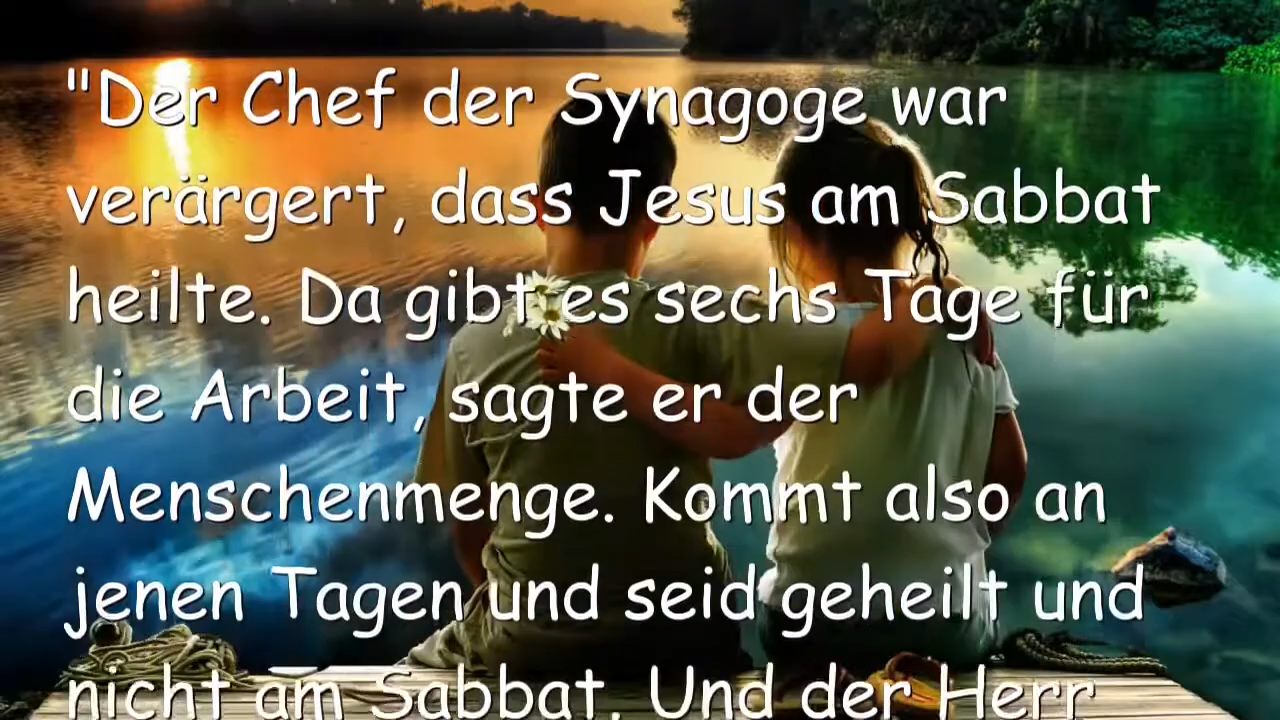 "Der Chef der Synagoge war
verärgert, dass Jesus am Sabbat
heilte. Da gibt es sechs Tage für
die Arbeit, sagte er der
Menschenmenge. Kommt also an
jenen Tagen und seid geheilt und
nicht am Sabbat. Und der Herr